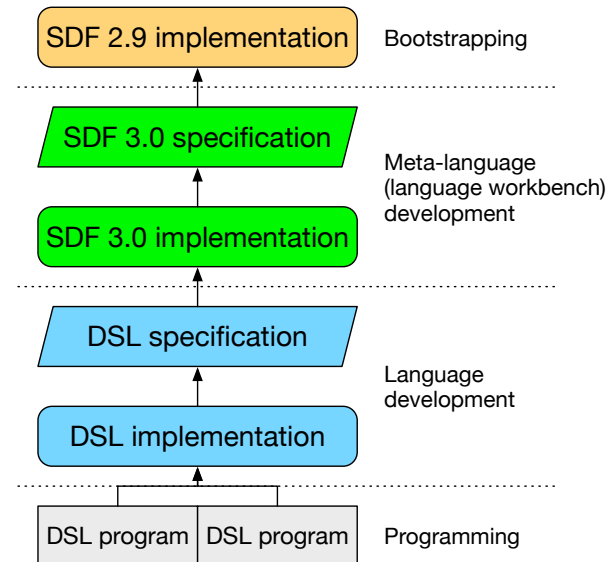 SDF 2.9 implementation
Bootstrapping
SDF 3.0 specification
Meta-language
(language workbench)
development
SDF 3.0 implementation
DSL specification
Language
development
DSL implementation
DSL program
DSL program
Programming